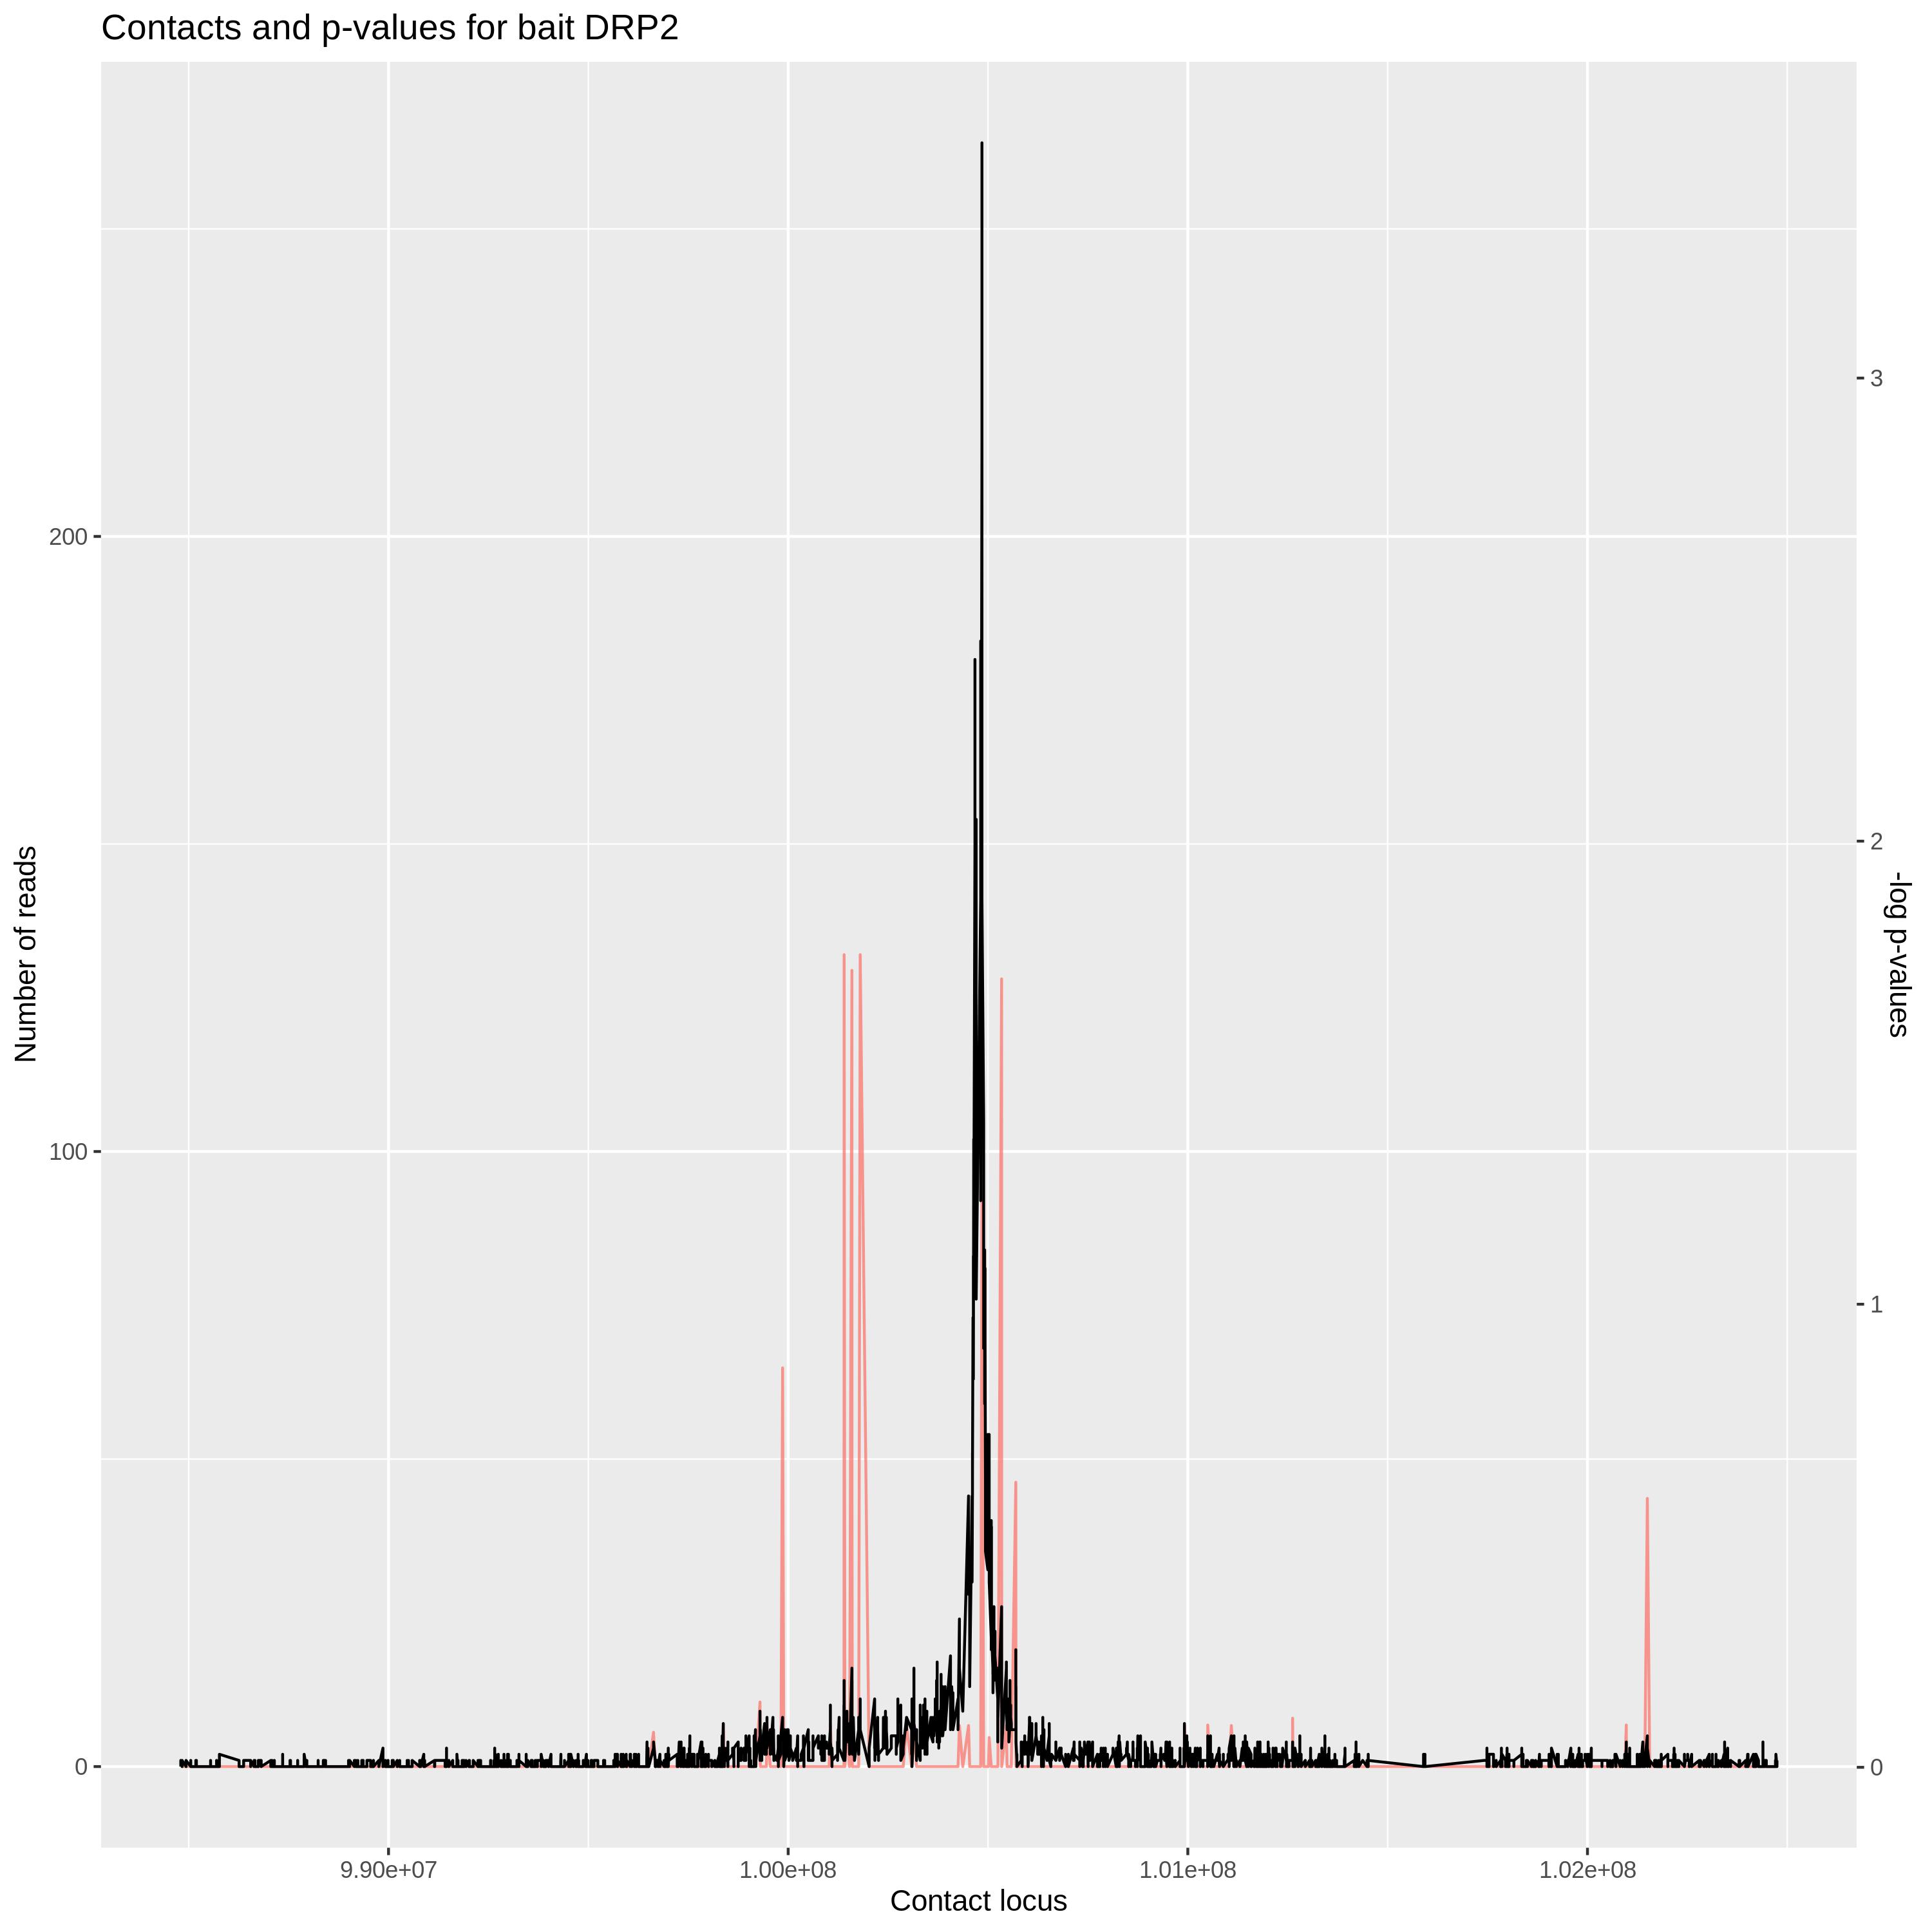 Contacts and p-values for bait DRP2
Number of reads
200
100
0
3
2
1
0
-log p-values
9.90e+07
1.00e+08
1.01e+08
1.02e+08
Contact locus